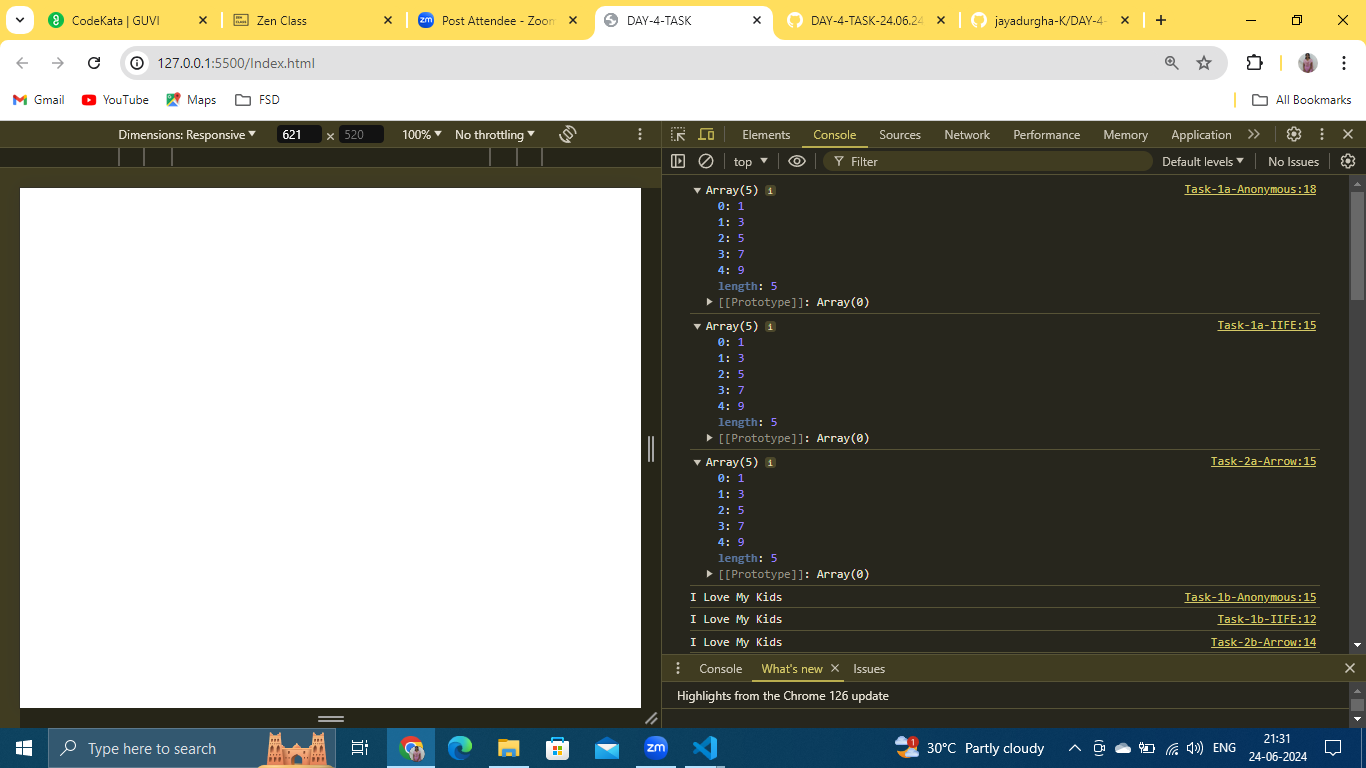 CodeKata | GUVI
Zen Class
Post Attendee - Zoom
DAY-4-TASK
DAY-4-TASK-24.06.24
jayadurgha-K/DAY-4-
127.0.0.1:5500/Index.html
Gmail
YouTube
Maps
FSD
All Bookmarks
Dimensions: Responsive
621
×
520
100%
No throttling
Elements
Console
Sources
Network
Performance
Memory
Application
top
Filter
Default levels
No Issues
Array(5) i
Task-1a-Anonymous:18
0: 1
1: 3
2: 5
3: 7
4: 9
length: 5
[[Prototype]]: Array(0)
Array(5) i
Task-1a-IIFE:15
0: 1
1: 3
2: 5
3: 7
4: 9
length: 5
[[Prototype]]: Array(0)
Array(5) i
Task-2a-Arrow:15
0: 1
1: 3
2: 5
3: 7
4: 9
length: 5
[[Prototype]]: Array(0)
I Love My Kids
Task-1b-Anonymous:15
I Love My Kids
Task-1b-IIFE:12
I Love My Kids
Task-2b-Arrow:14
Console
What's new
Issues
Highlights from the Chrome 126 update
Type here to search
zm
1
30°C Partly cloudy
ENG
21:31
24-06-2024